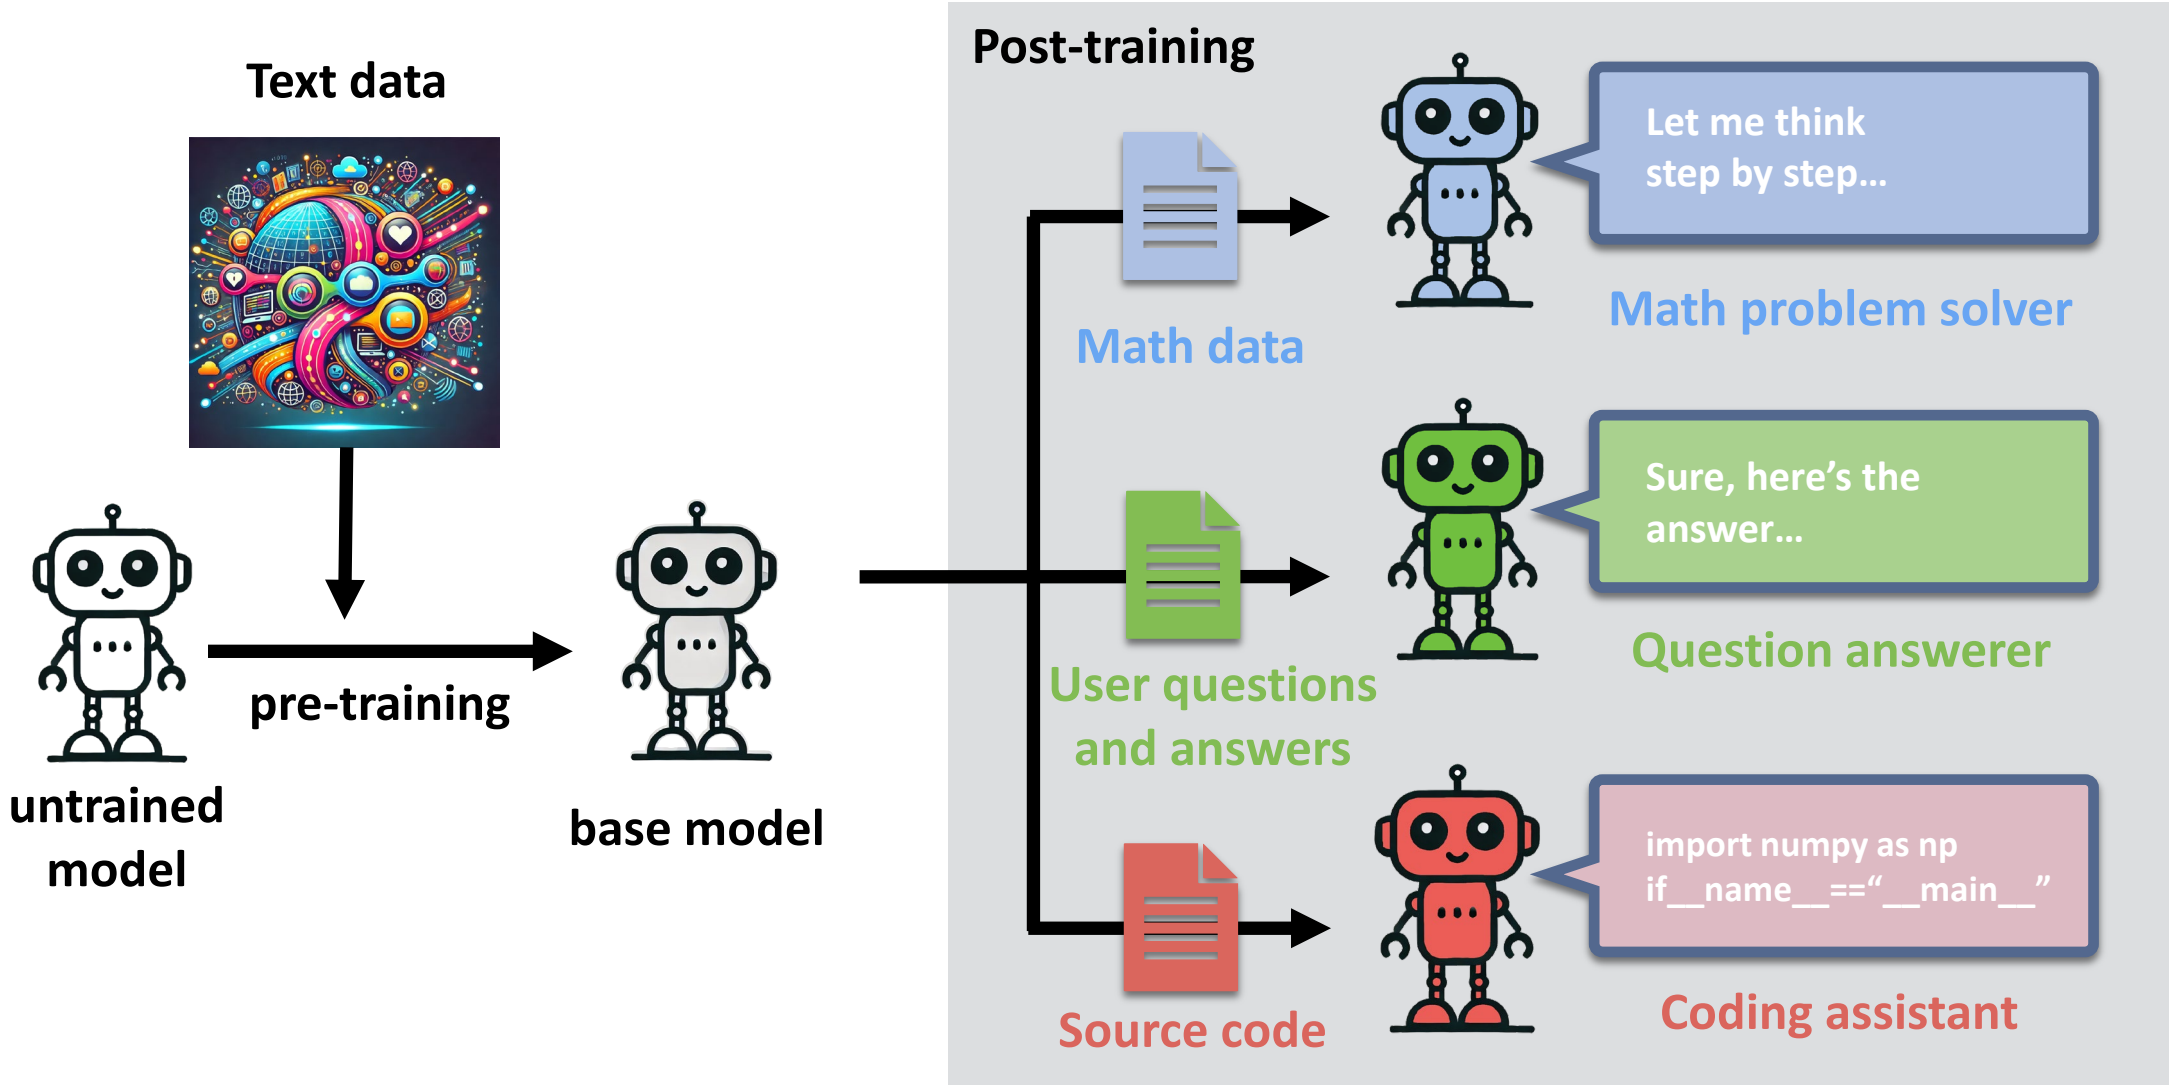 Text data
pre-training
untrained
model
base model
Post-training
Math data
Let me think
step by step…
Math problem solver
User questions
and answers
Sure, here’s the
answer…
Question answerer
Source code
import numpy as np
if__name__==“__main__”
Coding assistant